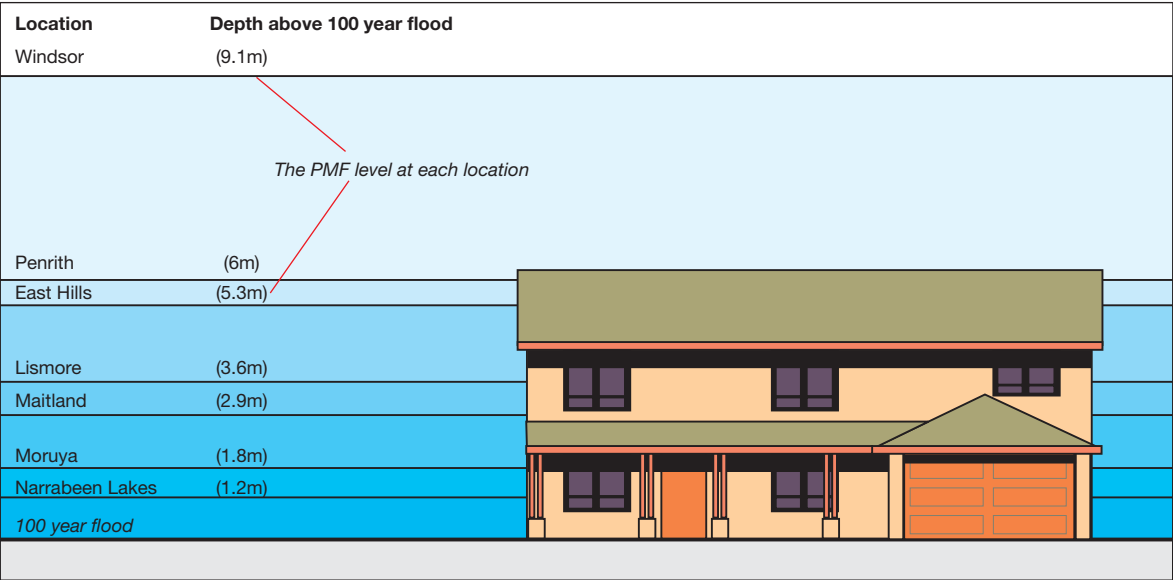 Location Depth above 100 year flood
Windsor (9.1m)
The PMF level at each location
Penrith (6m)
East Hills (5.3m)
Lismore (3.6m)
Maitland (2.9m)
Moruya (1.8m)
Narrabeen Lakes (1.2m)
100 year flood